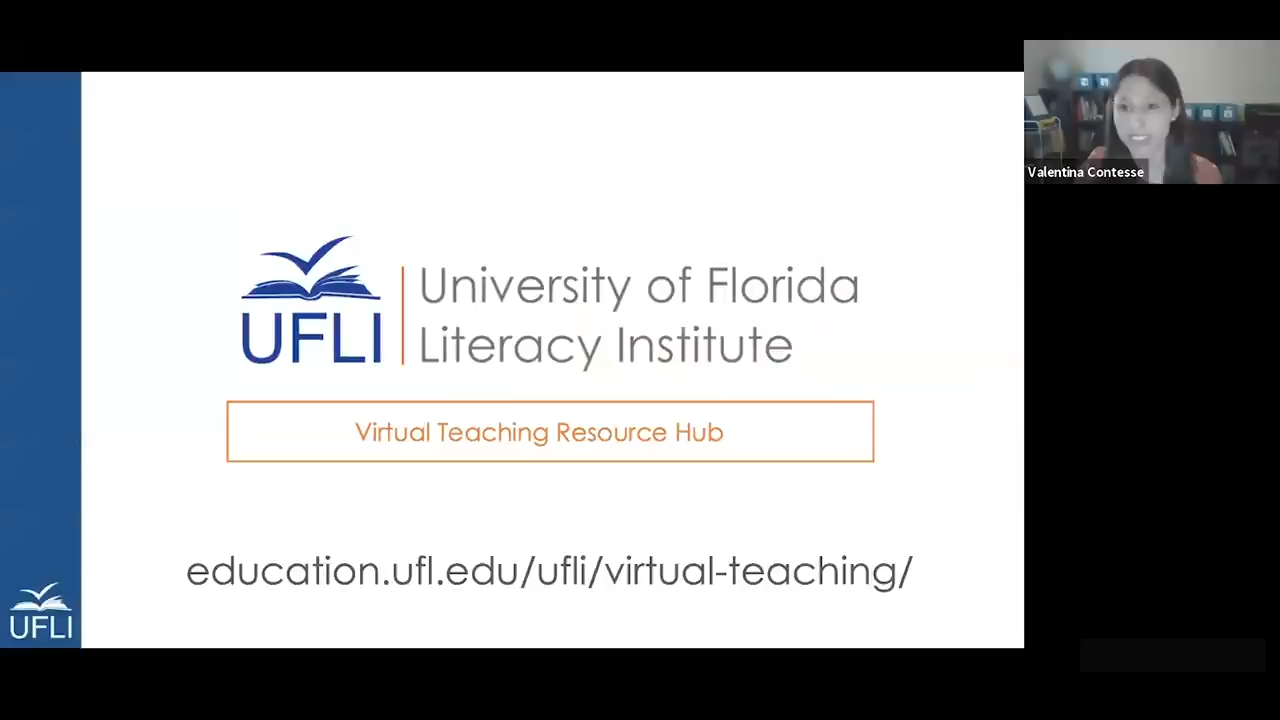 Valentina Contesse
UFLI
University of Florida
Literacy Institute
Virtual Teaching Resource Hub
education.ufl.edu/ufli/virtual-teaching/
UFLI